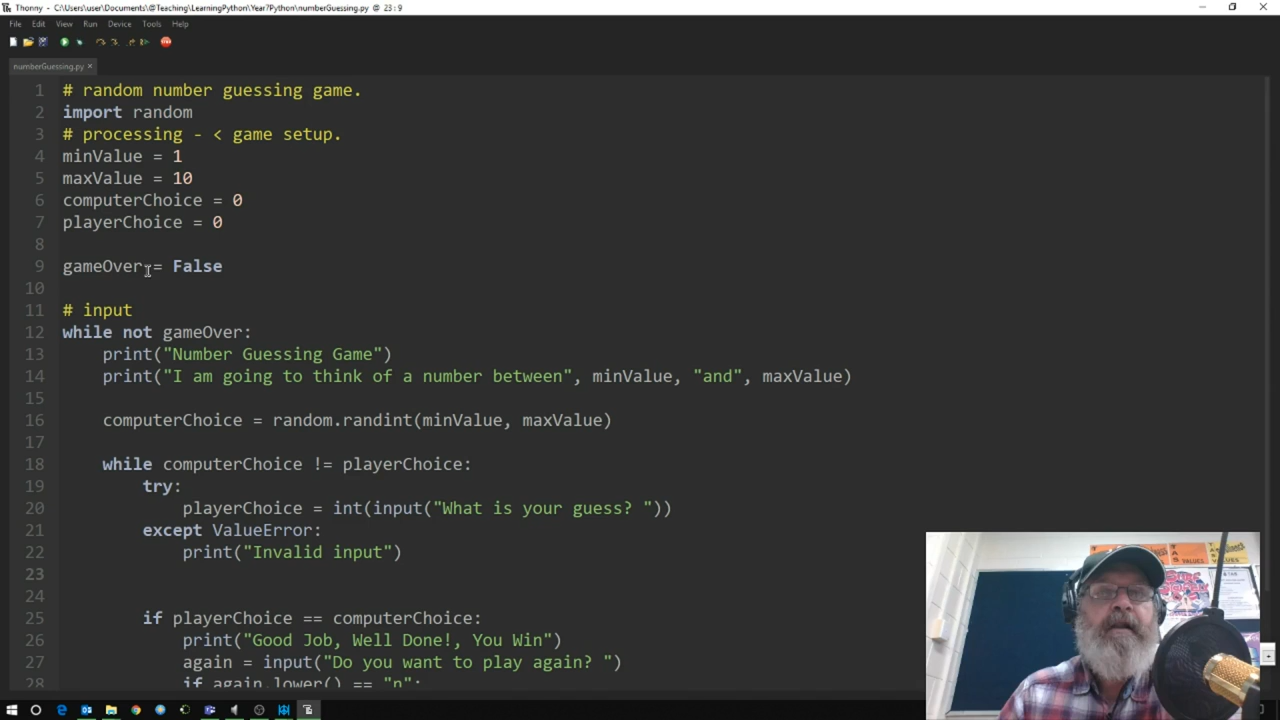 Thonny - C:\Users\user\Documents\@Teaching\LearningPython\Year7Python\numberGuessing.py @ 23:9
File Edit View Run Device Tools Help
numberGuessing.py ×
1 # random number guessing game.
2 import random
3 # processing - < game setup.
4 minValue = 1
5 maxValue = 10
6 computerChoice = 0
7 playerChoice = 0
8
9 gameOver = False
10
11 # input
12 while not gameOver:
13 print("Number Guessing Game")
14 print("I am going to think of a number between", minValue, "and", maxValue)
15
16 computerChoice = random.randint(minValue, maxValue)
17
18 while computerChoice != playerChoice:
19 try:
20 playerChoice = int(input("What is your guess? "))
21 except ValueError:
22 print("Invalid input")
23
24
25 if playerChoice == computerChoice:
26 print("Good Job, Well Done!, You Win")
27 again = input("Do you want to play again? ")
28 if again.lower() == "n":
VALUES
VALUES